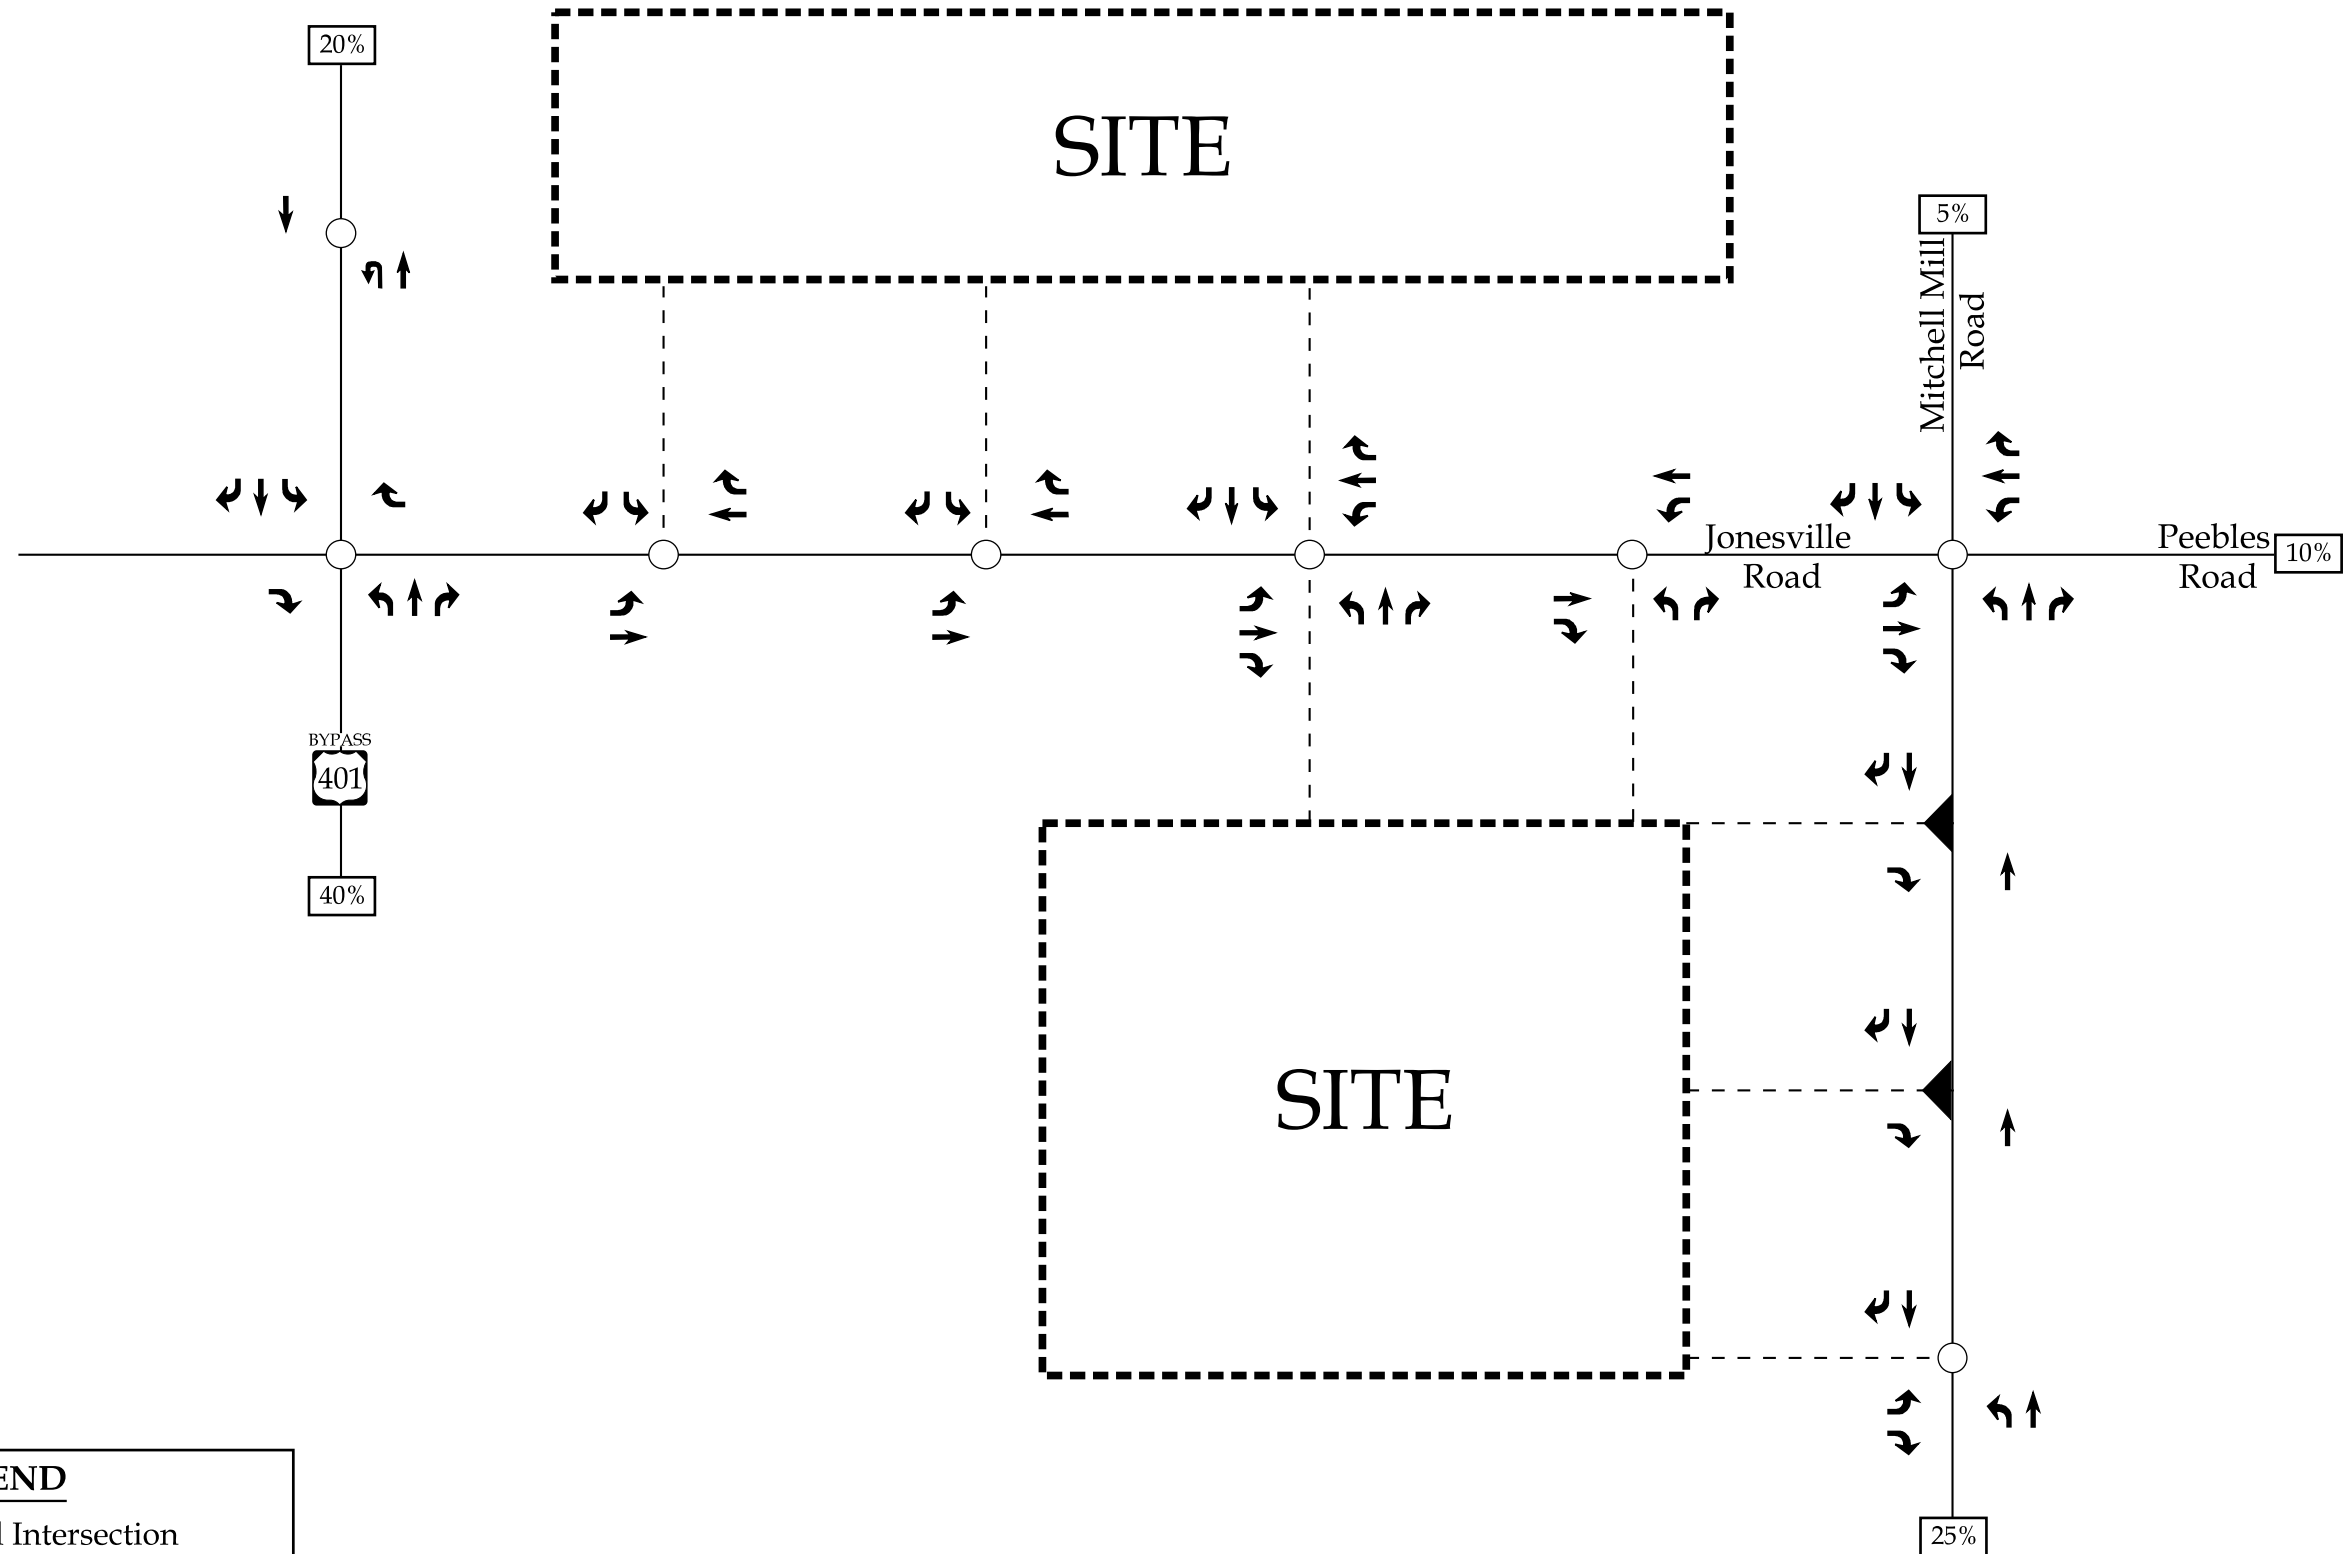 20%
SITE
5%
Mitchell Mill
Road
Jonesville
Road
Peebles
Road
10%
BYPASS
401
40%
SITE
25%
END
Intersection